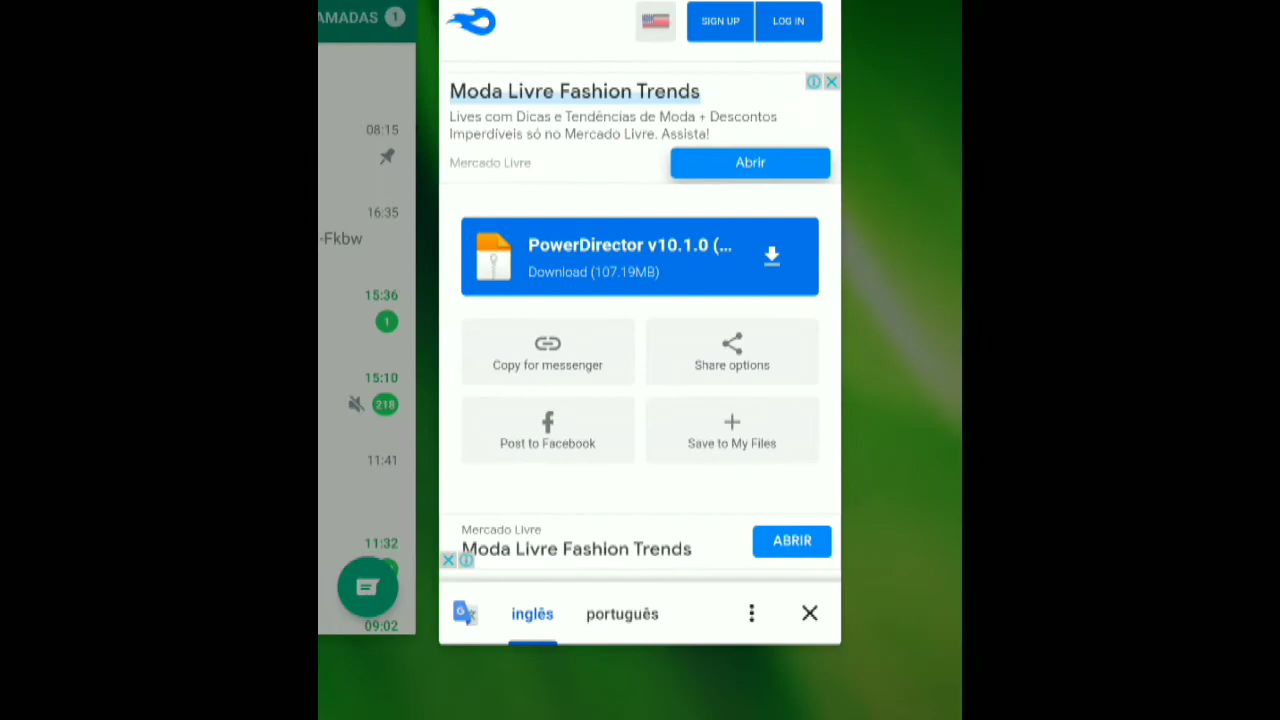 AMADAS 1
08:15
16:35
-Fkbw
15:36
1
15:10
218
11:41
11:32
09:02
SIGN UP
LOG IN
Moda Livre Fashion Trends
Lives com Dicas e Tendências de Moda + Descontos
Imperdíveis só no Mercado Livre. Assista!
Mercado Livre
Abrir
PowerDirector v10.1.0 (...
Download (107.19MB)
Copy for messenger
Share options
Post to Facebook
Save to My Files
Mercado Livre
Moda Livre Fashion Trends
ABRIR
inglês
português